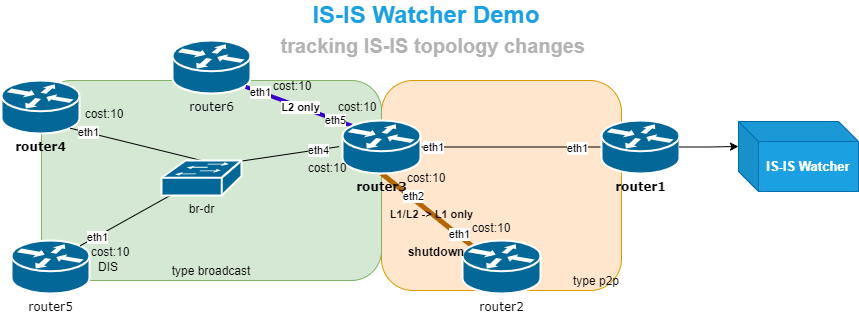 IS-IS Watcher Demo
tracking IS-IS topology changes
router6
eth1
cost:10
L2 only
cost:10
eth5
router4
cost:10
eth1
br-dr
eth4
cost:10
router3
eth1
eth1
router1
IS-IS Watcher
cost:10
eth2
L1/L2 -> L1 only
eth1
cost:10
shutdown
router2
type p2p
eth1
cost:10
DIS
router5
type broadcast